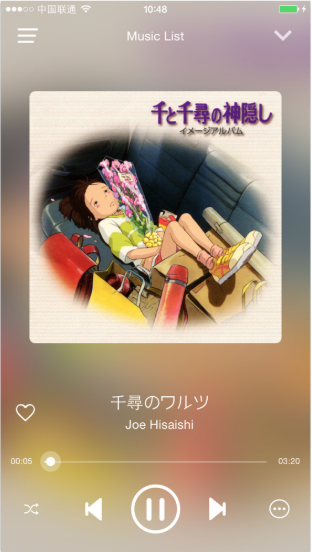 中国联通
10:48
Music List
千と千尋の神隠し
イメージアルバム
千尋のワルツ
Joe Hisaishi
00:05
03:20